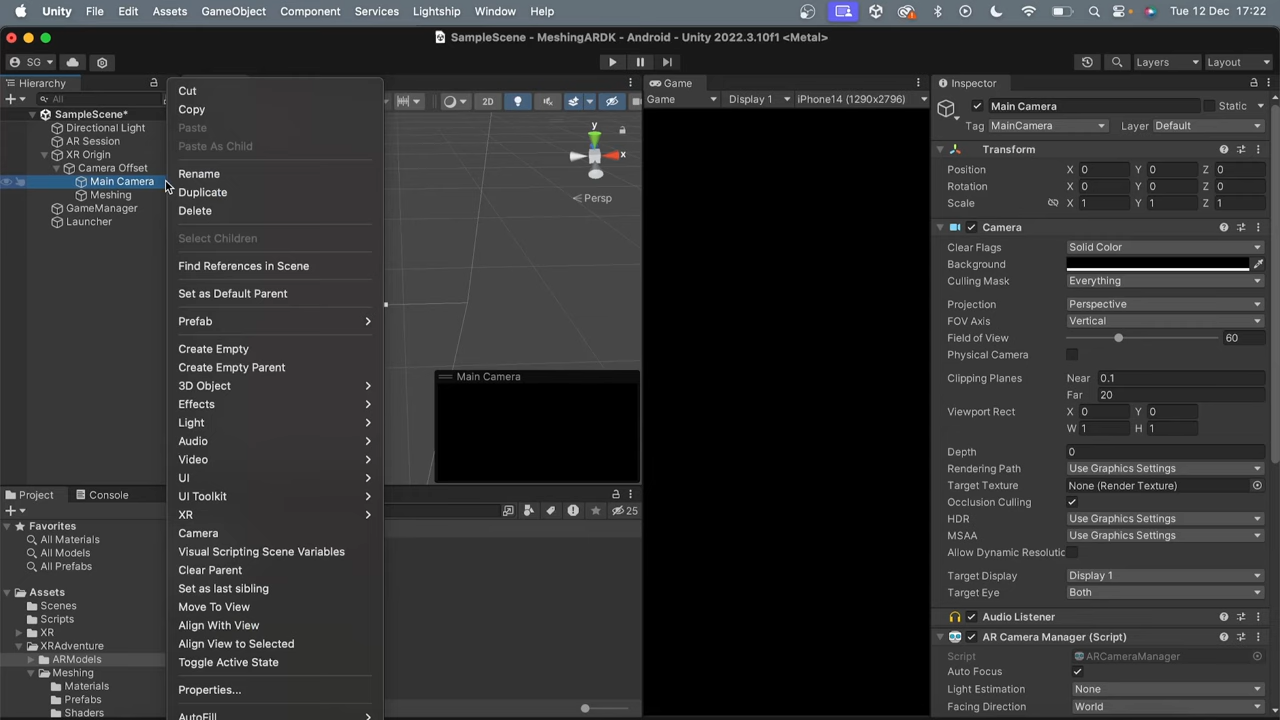 Unity File Edit Assets GameObject Component Services Lightship Window Help Tue 12 Dec 17:22
SampleScene - MeshingARDK - Android - Unity 2022.3.10f1 <Metal>
SG Layers Layout
Hierarchy
All
SampleScene*
Directional Light
AR Session
XR Origin
Camera Offset
Main Camera
Meshing
GameManager
Launcher
Cut
Copy
Paste
Paste As Child
Rename
Duplicate
Delete
Select Children
Find References in Scene
Set as Default Parent
Prefab
Create Empty
Create Empty Parent
3D Object
Effects
Light
Audio
Video
UI
UI Toolkit
XR
Camera
Visual Scripting Scene Variables
Clear Parent
Set as last sibling
Move To View
Align With View
Align View to Selected
Toggle Active State
Properties...
AutoFill
2D
y
x
< Persp
Main Camera
25
Game
Game Display 1 iPhone14 (1290x2796)
Project Console
Favorites
All Materials
All Models
All Prefabs
Assets
Scenes
Scripts
XR
XRAdventure
ARModels
Meshing
Materials
Prefabs
Shaders
Inspector
Main Camera Static
Tag MainCamera Layer Default
Transform
Position X 0 Y 0 Z 0
Rotation X 0 Y 0 Z 0
Scale X 1 Y 1 Z 1
Camera
Clear Flags Solid Color
Background
Culling Mask Everything
Projection Perspective
FOV Axis Vertical
Field of View 60
Physical Camera
Clipping Planes Near 0.1
Far 20
Viewport Rect X 0 Y 0
W 1 H 1
Depth 0
Rendering Path Use Graphics Settings
Target Texture None (Render Texture)
Occlusion Culling
HDR Use Graphics Settings
MSAA Use Graphics Settings
Allow Dynamic Resolutic
Target Display Display 1
Target Eye Both
Audio Listener
AR Camera Manager (Script)
Script ARCameraManager
Auto Focus
Light Estimation None
Facing Direction World